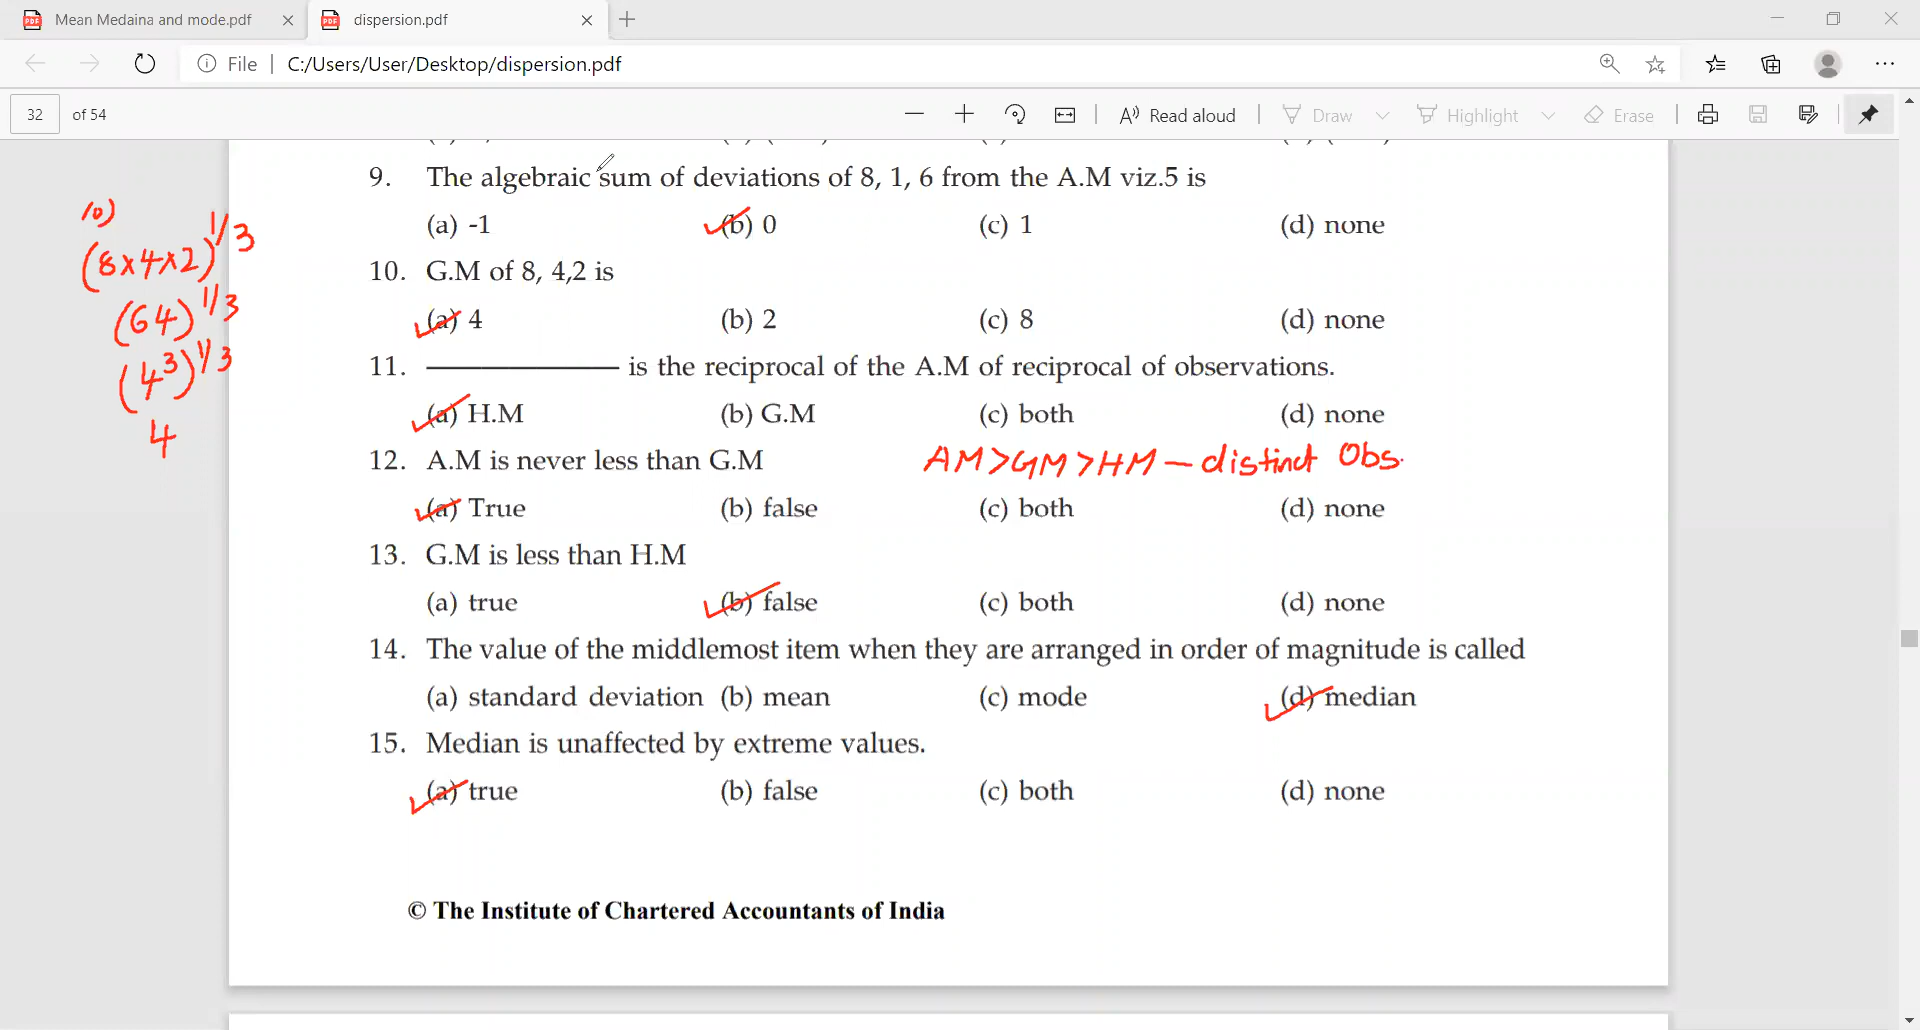 Mean Medaina and mode.pdf
dispersion.pdf
File | C:/Users/User/Desktop/dispersion.pdf
32 of 54
Read aloud
Draw
Highlight
Erase
9. The algebraic sum of deviations of 8, 1, 6 from the A.M viz.5 is
(a) -1 (b) 0 (c) 1 (d) none
10. G.M of 8, 4,2 is
(a) 4 (b) 2 (c) 8 (d) none
11. ____________ is the reciprocal of the A.M of reciprocal of observations.
(a) H.M (b) G.M (c) both (d) none
12. A.M is never less than G.M
AM>GM>HM — distinct Obs.
(a) True (b) false (c) both (d) none
13. G.M is less than H.M
(a) true (b) false (c) both (d) none
14. The value of the middlemost item when they are arranged in order of magnitude is called
(a) standard deviation (b) mean (c) mode (d) median
15. Median is unaffected by extreme values.
(a) true (b) false (c) both (d) none
© The Institute of Chartered Accountants of India
10)
(8x4x2)^1/3
(64)^1/3
(4^3)^1/3
4